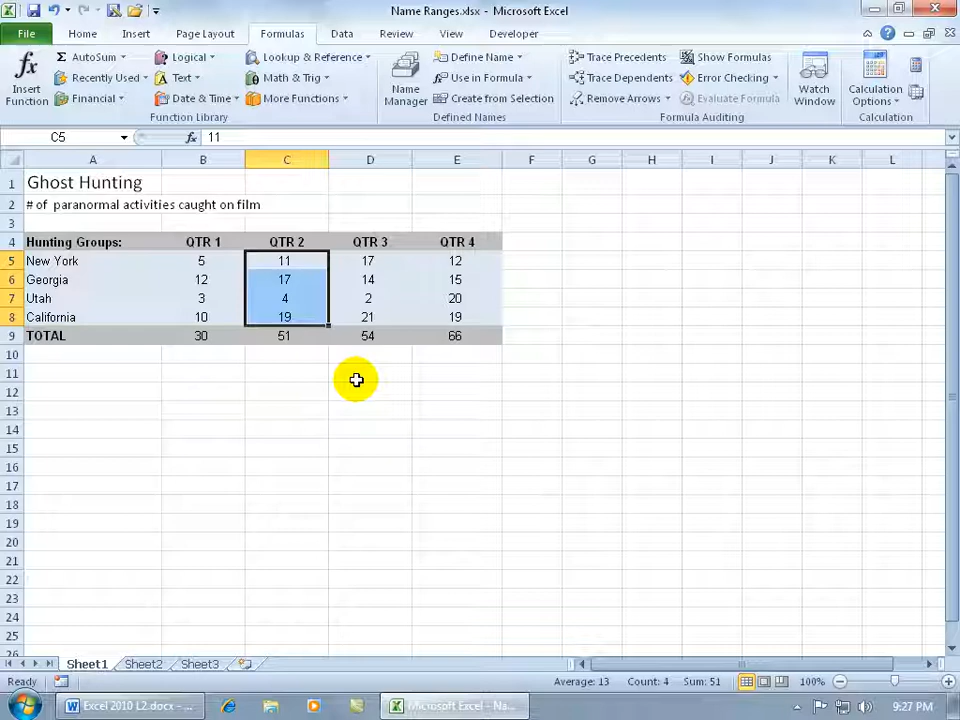 Name Ranges.xlsx - Microsoft Excel
File Home Insert Page Layout Formulas Data Review View Developer
Insert Function
Σ AutoSum
Recently Used
Financial
Logical
Text
Date & Time
Lookup & Reference
Math & Trig
More Functions
Function Library
Name Manager
Define Name
Use in Formula
Create from Selection
Defined Names
Trace Precedents
Trace Dependents
Remove Arrows
Show Formulas
Error Checking
Evaluate Formula
Formula Auditing
Watch Window
Calculation Options
Calculation
C5 fx 11
A B C D E F G H I J K L
1 Ghost Hunting
2 # of paranormal activities caught on film
3
4 Hunting Groups: QTR 1 QTR 2 QTR 3 QTR 4
5 New York 5 11 17 12
6 Georgia 12 17 14 15
7 Utah 3 4 2 20
8 California 10 19 21 19
9 TOTAL 30 51 54 66
10
11
12
13
14
15
16
17
18
19
20
21
22
23
24
25
26
Sheet1 Sheet2 Sheet3
Ready Average: 13 Count: 4 Sum: 51 100%
Excel 2010 L2.docx - ... Microsoft Excel - Na... 9:27 PM